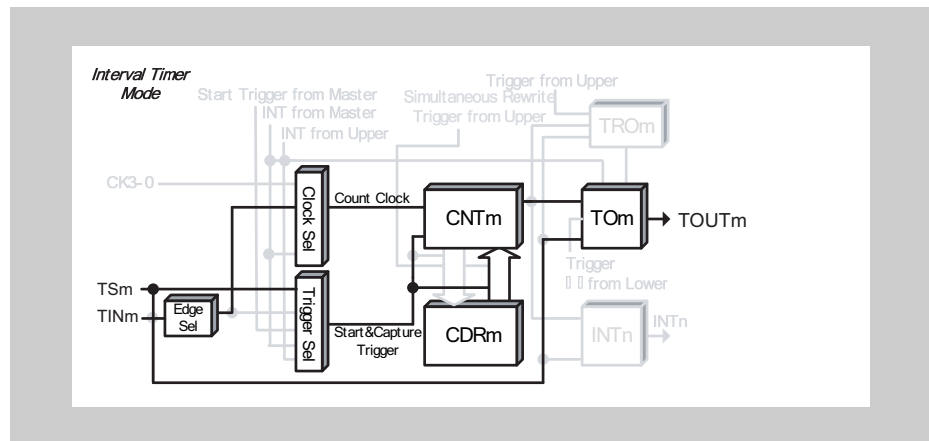 Interval Timer
Mode
Trigger from Upper
Start Trigger from Master
Simultaneous Rewrite
INT from Master
Trigger from Upper
INT from Upper
TROm
CK3-0
Clock Sel
Count Clock
CNTm
TOm
TOUTm
Trigger
from Lower
TSm
TINm
Edge
Sel
Trigger Sel
Start&Capture
Trigger
CDRm
INTn
INTn